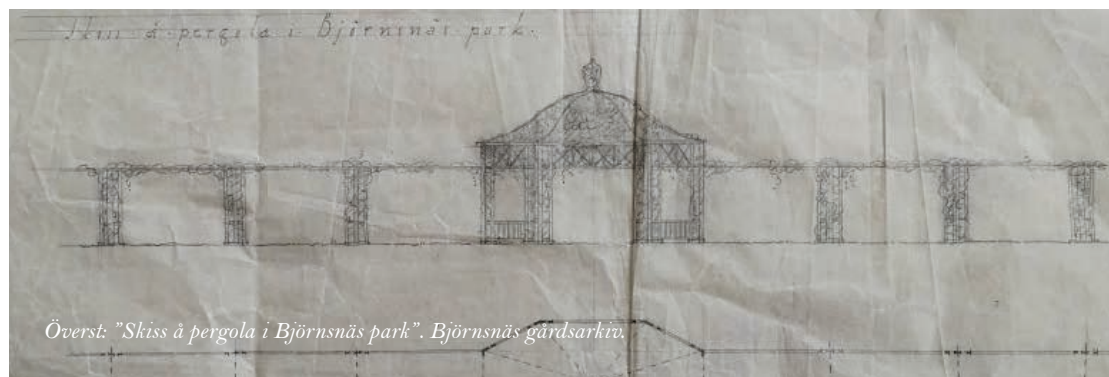 Skiss å pergola i Björnsnäs park.
Överst: ”Skiss å pergola i Björnsnäs park”. Björnsnäs gårdsarkiv.